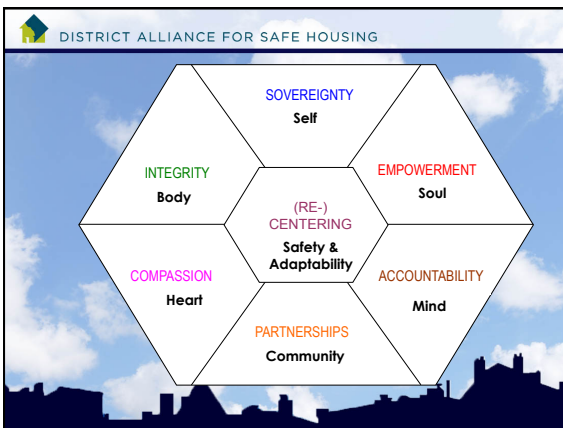 DISTRICT ALLIANCE FOR SAFE HOUSING
SOVEREIGNTY
Self
INTEGRITY
Body
EMPOWERMENT
Soul
(RE-)
CENTERING
Safety &
Adaptability
COMPASSION
Heart
ACCOUNTABILITY
Mind
PARTNERSHIPS
Community